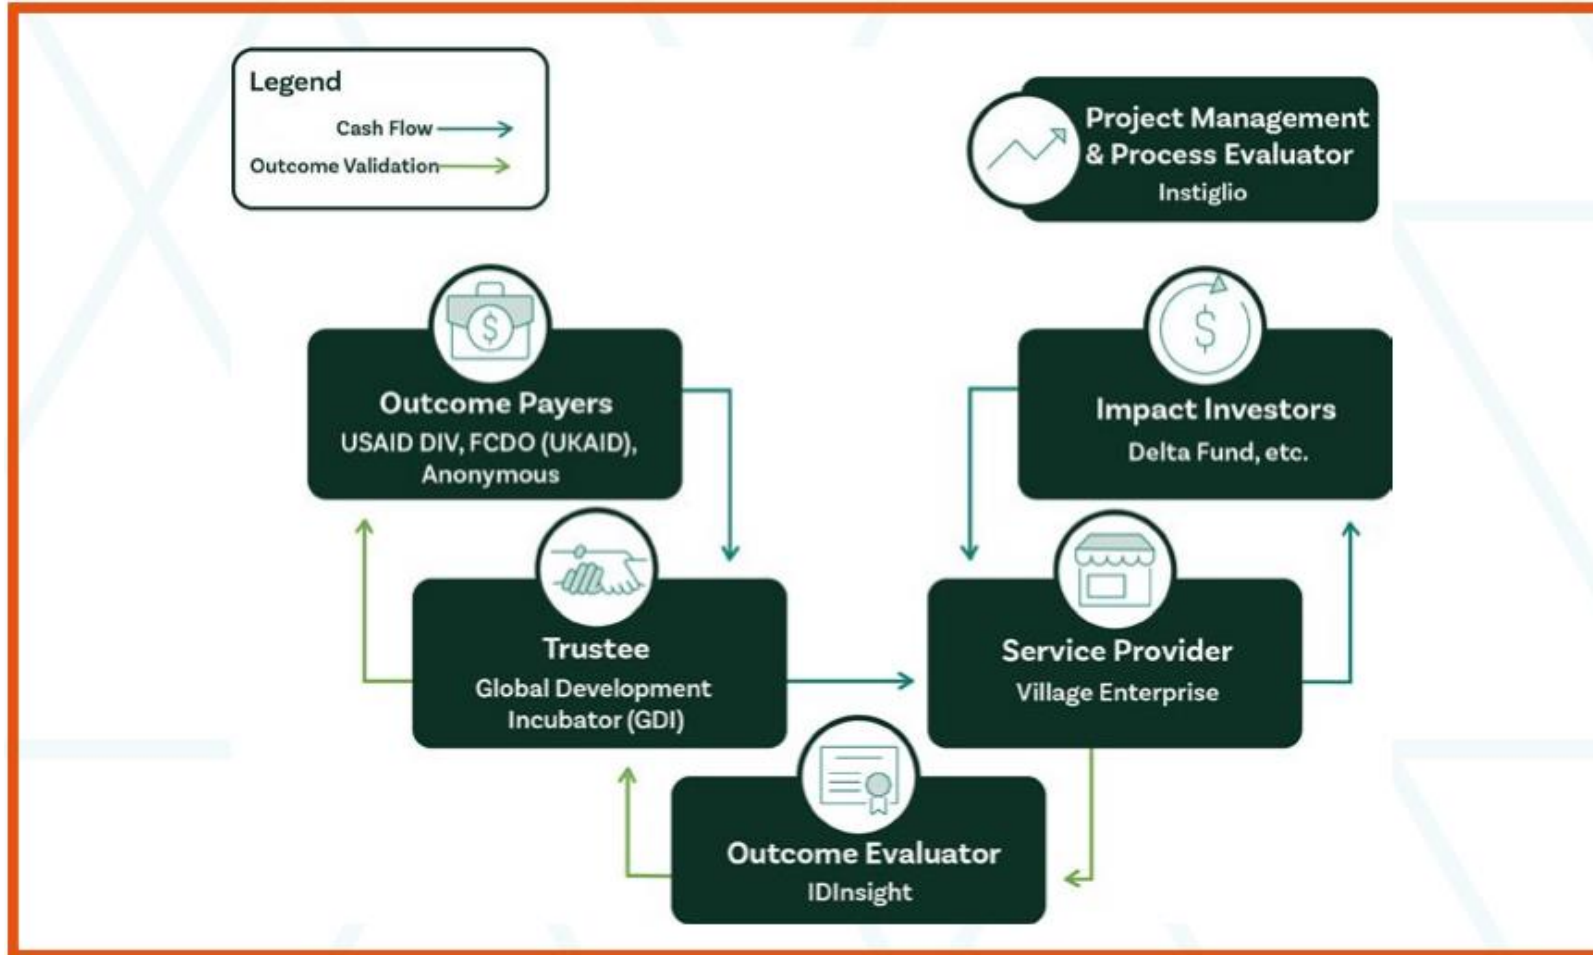 Legend
Cash Flow
Outcome Validation
Project Management
& Process Evaluator
Instiglio
$
Outcome Payers
USAID DIV, FCDO (UKAID),
Anonymous
$
Impact Investors
Delta Fund, etc.
Trustee
Global Development
Incubator (GDI)
Service Provider
Village Enterprise
Outcome Evaluator
IDInsight